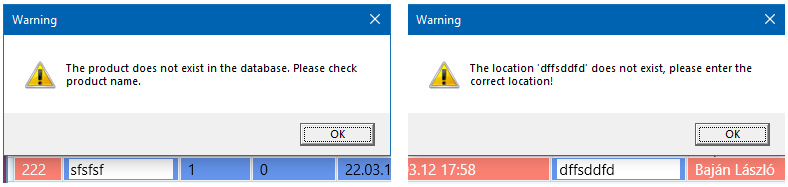 Warning
The product does not exist in the database. Please check
product name.
OK
222 sfsfsf 1 0 22.03.1
Warning
The location 'dffsddfd' does not exist, please enter the
correct location!
OK
3.12 17:58 dffsddfd Baján László